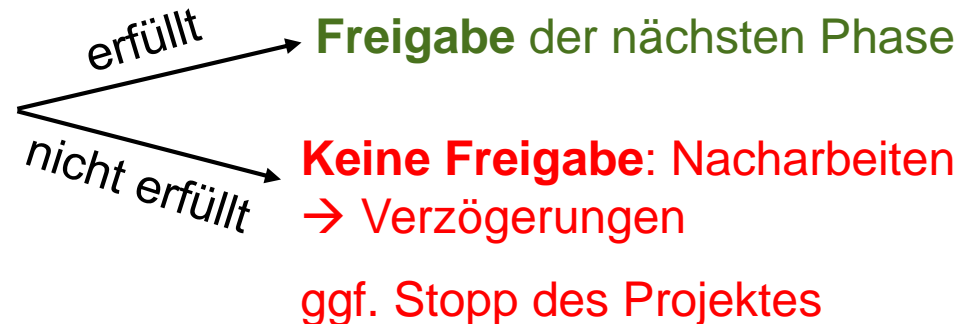 erfüllt
Freigabe der nächsten Phase
nicht erfüllt
Keine Freigabe: Nacharbeiten
→ Verzögerungen
ggf. Stopp des Projektes